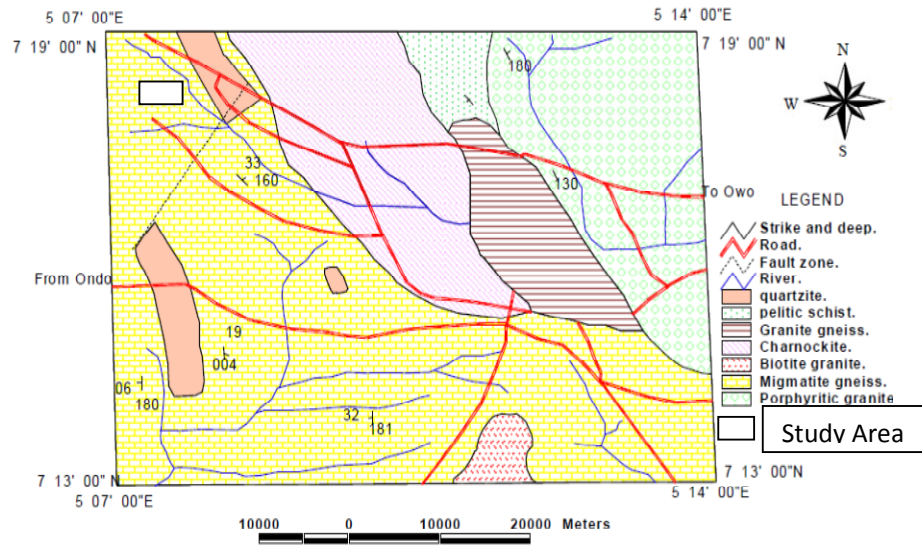 5 07' 00"E
5 14' 00"E
7 19' 00" N
7 19' 00" N
N
W
S
180
33
160
130
To Owo
LEGEND
Strike and deep.
Road.
Fault zone.
River.
quartzite.
pelitic schist.
Granite gneiss.
Charnockite.
Biotite granite.
Migmatite gneiss.
Porphyritic granite
Study Area
From Ondo
19
004
06
180
32
181
7 13' 00" N
7 13' 00"N
5 07' 00"E
5 14' 00"E
10000 0 10000 20000 Meters